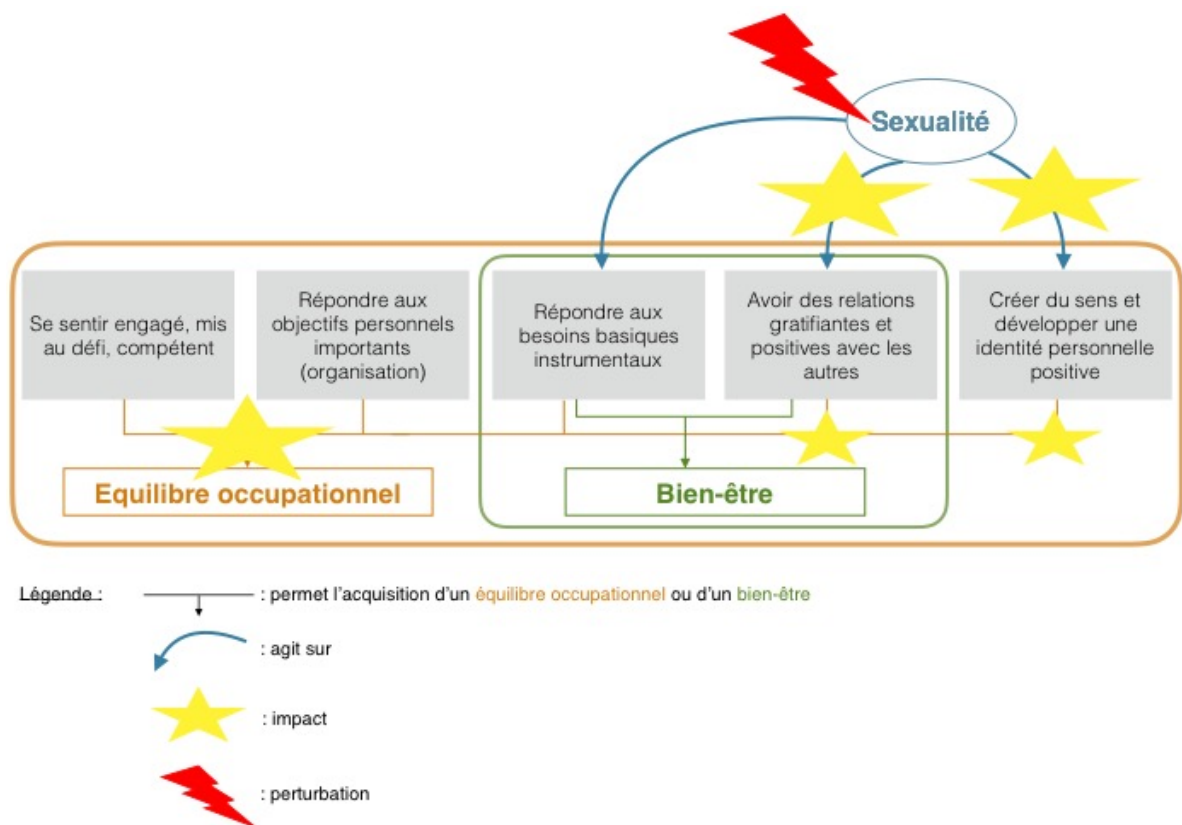 Sexualité
Se sentir engagé, mis
au défi, compétent
Répondre aux
objectifs personnels
importants
(organisation)
Répondre aux
besoins basiques
instrumentaux
Avoir des relations
gratifiantes et
positives avec les
autres
Créer du sens et
développer une
identité personnelle
positive
Equilibre occupationnel
Bien-être
Légende :
: permet l'acquisition d'un équilibre occupationnel ou d'un bien-être
: agit sur
: impact
: perturbation